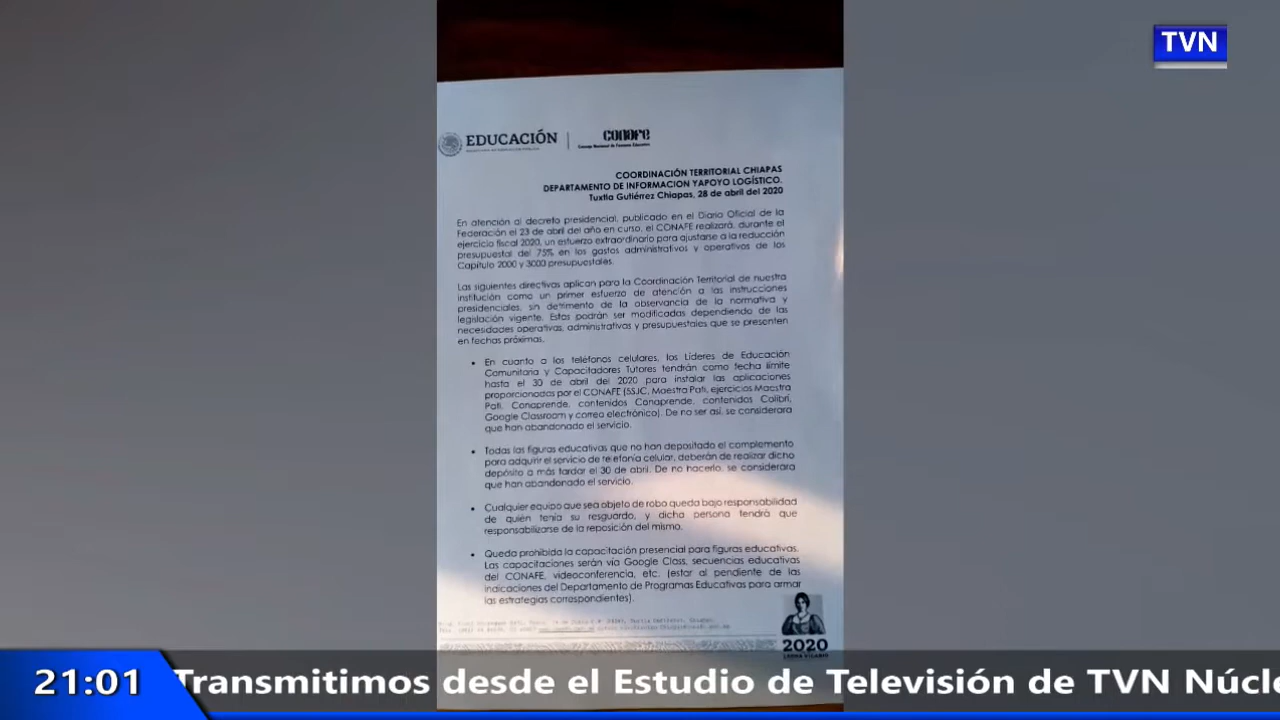 TVN
EDUCACIÓN
CONAFE
Consejo Nacional de Fomento Educativo
COORDINACIÓN TERRITORIAL CHIAPAS
DEPARTAMENTO DE INFORMACION YAPOYO LOGÍSTICO.
Tuxtla Gutiérrez Chiapas, 28 de abril del 2020
En atención al decreto presidencial, publicado en el Diario Oficial de la
Federación el 23 de abril del año en curso, el CONAFE realizará, durante el
ejercicio fiscal 2020, un esfuerzo extraordinario para ajustarse a la reducción
presupuestal del 75% en los gastos administrativos y operativos de los
Capítulo 2000 y 3000 presupuestales.
Las siguientes directivas aplican para la Coordinación Territorial de nuestra
institución como un primer esfuerzo de atención a las instrucciones
presidenciales, sin detrimento de la observancia de la normativa y
legislación vigente. Estas podrán ser modificadas dependiendo de las
necesidades operativas, administrativas y presupuestales que se presenten
en fechas próximas.
• En cuanto a los teléfonos celulares, los Líderes de Educación
Comunitaria y Capacitadores Tutores tendrán como fecha límite
hasta el 30 de abril del 2020 para instalar las aplicaciones
proporcionadas por el CONAFE (SSJC, Maestra Pati, ejercicios Maestra
Pati, Conaprende, contenidos Conaprende, contenidos Colibrí,
Google Classroom y correo electrónico). De no ser así, se considerara
que han abandonado el servicio.
• Todas las figuras educativas que no han depositado el complemento
para adquirir el servicio de telefonía celular, deberán de realizar dicho
depósito a más tardar el 30 de abril. De no hacerlo, se considerara
que han abandonado el servicio.
• Cualquier equipo que sea objeto de robo queda bajo responsabilidad
de quién tenía su resguardo, y dicha persona tendrá que
responsabilizarse de la reposición del mismo.
• Queda prohibida la capacitación presencial para figuras educativas.
Las capacitaciones serán vía Google Class, secuencias educativas
del CONAFE, videoconferencia, etc. (estar al pendiente de las
indicaciones del Departamento de Programas Educativas para armar
las estrategias correspondientes).
2020
LEONA VICARIO
21:01
Transmitimos desde el Estudio de Televisión de TVN Núcle